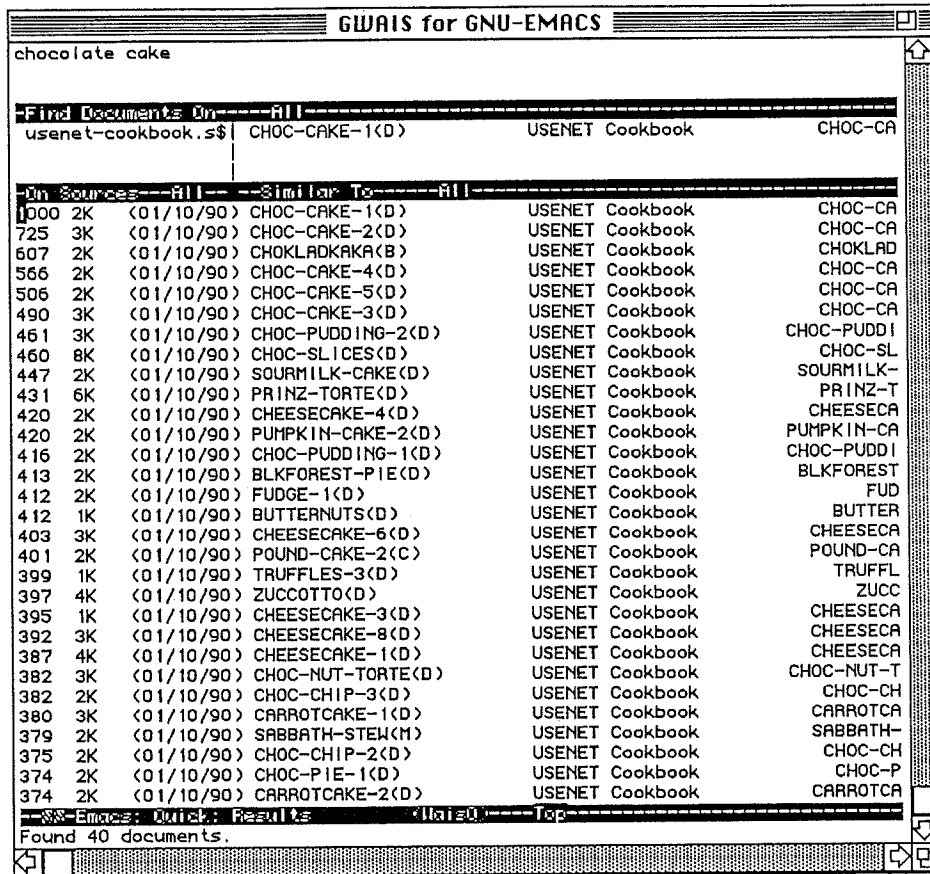 GWAIS for GNU-EMACS
chocolate cake
-Find Documents On------All------
usenet-cookbook.s$| CHOC-CAKE-1(D) USENET Cookbook CHOC-CA
-On Sources---All-- --Similar To------All------
1000 2K (01/10/90) CHOC-CAKE-1(D) USENET Cookbook CHOC-CA
725 3K (01/10/90) CHOC-CAKE-2(D) USENET Cookbook CHOC-CA
607 2K (01/10/90) CHOKLADKAKA(B) USENET Cookbook CHOKLAD
566 2K (01/10/90) CHOC-CAKE-4(D) USENET Cookbook CHOC-CA
506 2K (01/10/90) CHOC-CAKE-5(D) USENET Cookbook CHOC-CA
490 3K (01/10/90) CHOC-CAKE-3(D) USENET Cookbook CHOC-CA
461 3K (01/10/90) CHOC-PUDDING-2(D) USENET Cookbook CHOC-PUDDI
460 8K (01/10/90) CHOC-SLICES(D) USENET Cookbook CHOC-SL
447 2K (01/10/90) SOURMILK-CAKE(D) USENET Cookbook SOURMILK-
431 6K (01/10/90) PRINZ-TORTE(D) USENET Cookbook PRINZ-T
420 2K (01/10/90) CHEESECAKE-4(D) USENET Cookbook CHEESECA
420 2K (01/10/90) PUMPKIN-CAKE-2(D) USENET Cookbook PUMPKIN-CA
416 2K (01/10/90) CHOC-PUDDING-1(D) USENET Cookbook CHOC-PUDDI
413 2K (01/10/90) BLKFOREST-PIE(D) USENET Cookbook BLKFOREST
412 2K (01/10/90) FUDGE-1(D) USENET Cookbook FUD
412 1K (01/10/90) BUTTERNUTS(D) USENET Cookbook BUTTER
403 3K (01/10/90) CHEESECAKE-6(D) USENET Cookbook CHEESECA
401 2K (01/10/90) POUND-CAKE-2(C) USENET Cookbook POUND-CA
399 1K (01/10/90) TRUFFLES-3(D) USENET Cookbook TRUFFL
397 4K (01/10/90) ZUCCOTTO(D) USENET Cookbook ZUCC
395 1K (01/10/90) CHEESECAKE-3(D) USENET Cookbook CHEESECA
392 3K (01/10/90) CHEESECAKE-8(D) USENET Cookbook CHEESECA
387 4K (01/10/90) CHEESECAKE-1(D) USENET Cookbook CHEESECA
382 3K (01/10/90) CHOC-NUT-TORTE(D) USENET Cookbook CHOC-NUT-T
382 2K (01/10/90) CHOC-CHIP-3(D) USENET Cookbook CHOC-CH
380 3K (01/10/90) CARROTCAKE-1(D) USENET Cookbook CARROTCA
379 2K (01/10/90) SABBATH-STEW(M) USENET Cookbook SABBATH-
375 2K (01/10/90) CHOC-CHIP-2(D) USENET Cookbook CHOC-CH
374 2K (01/10/90) CHOC-PIE-1(D) USENET Cookbook CHOC-P
374 2K (01/10/90) CARROTCAKE-2(D) USENET Cookbook CARROTCA
--%%-Emacs: Quick: Results (WaisQ)-----Top------
Found 40 documents.